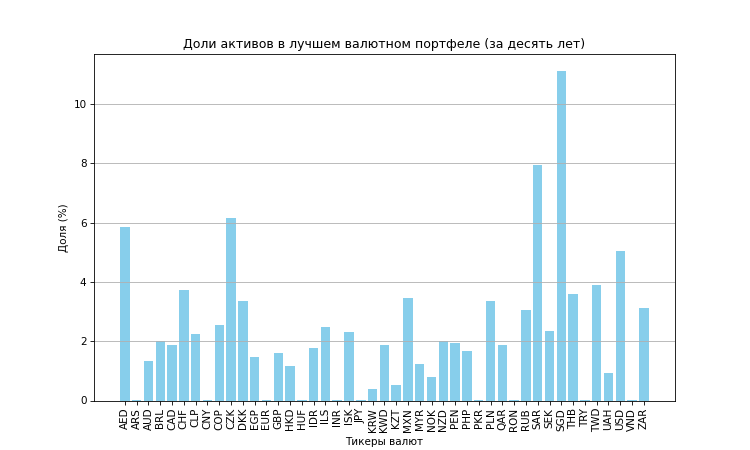 Доли активов в лучшем валютном портфеле (за десять лет)
Доля (%)
10
8
6
4
2
0
AED ARS AUD BRL CAD CHF CLP CNY COP CZK DKK EGP EUR GBP HKD HUF IDR ILS INR ISK JPY KRW KWD KZT MXN MYR NOK NZD PEN PHP PKR PLN QAR RON RUB SAR SEK SGD THB TRY TWD UAH USD VND ZAR
Тикеры валют